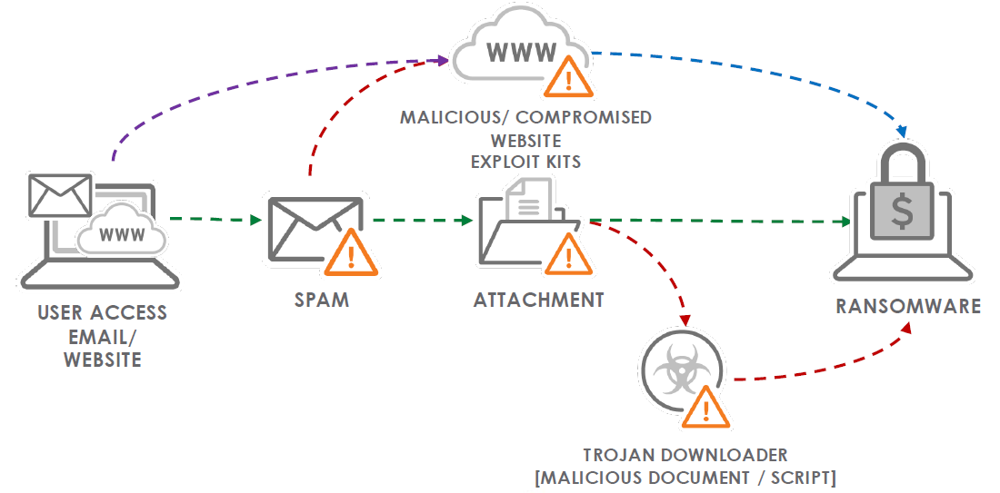 WWW
MALICIOUS/ COMPROMISED
WEBSITE
EXPLOIT KITS
WWW
$
USER ACCESS
EMAIL/
WEBSITE
SPAM
ATTACHMENT
RANSOMWARE
TROJAN DOWNLOADER
[MALICIOUS DOCUMENT / SCRIPT]